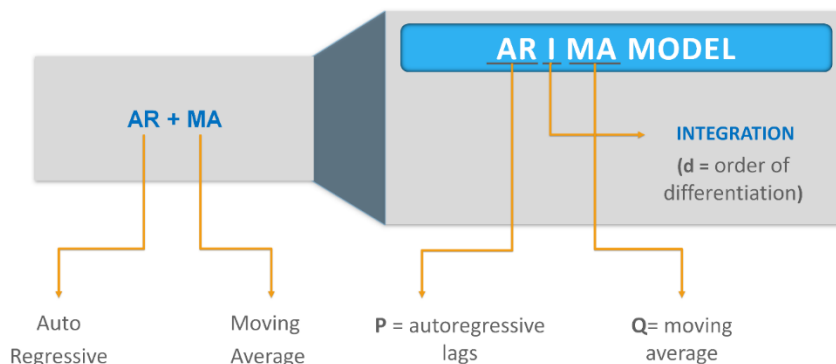 AR I MA MODEL
AR + MA
INTEGRATION
(d = order of
differentiation)
Auto
Regressive
Moving
Average
P = autoregressive
lags
Q= moving
average